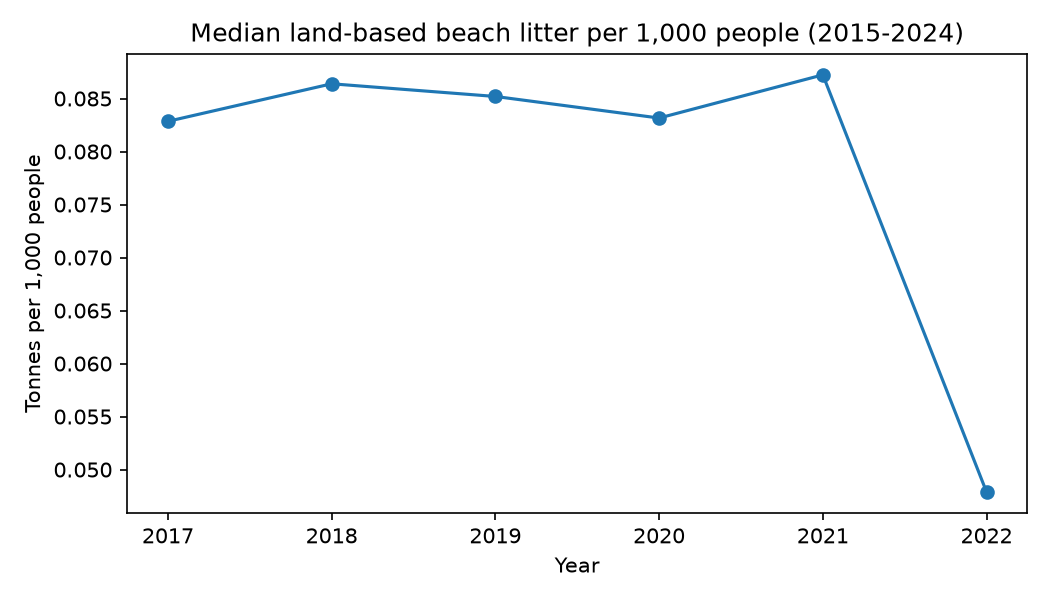 Median land-based beach litter per 1,000 people (2015-2024)
Tonnes per 1,000 people
0.085
0.080
0.075
0.070
0.065
0.060
0.055
0.050
2017 2018 2019 2020 2021 2022
Year